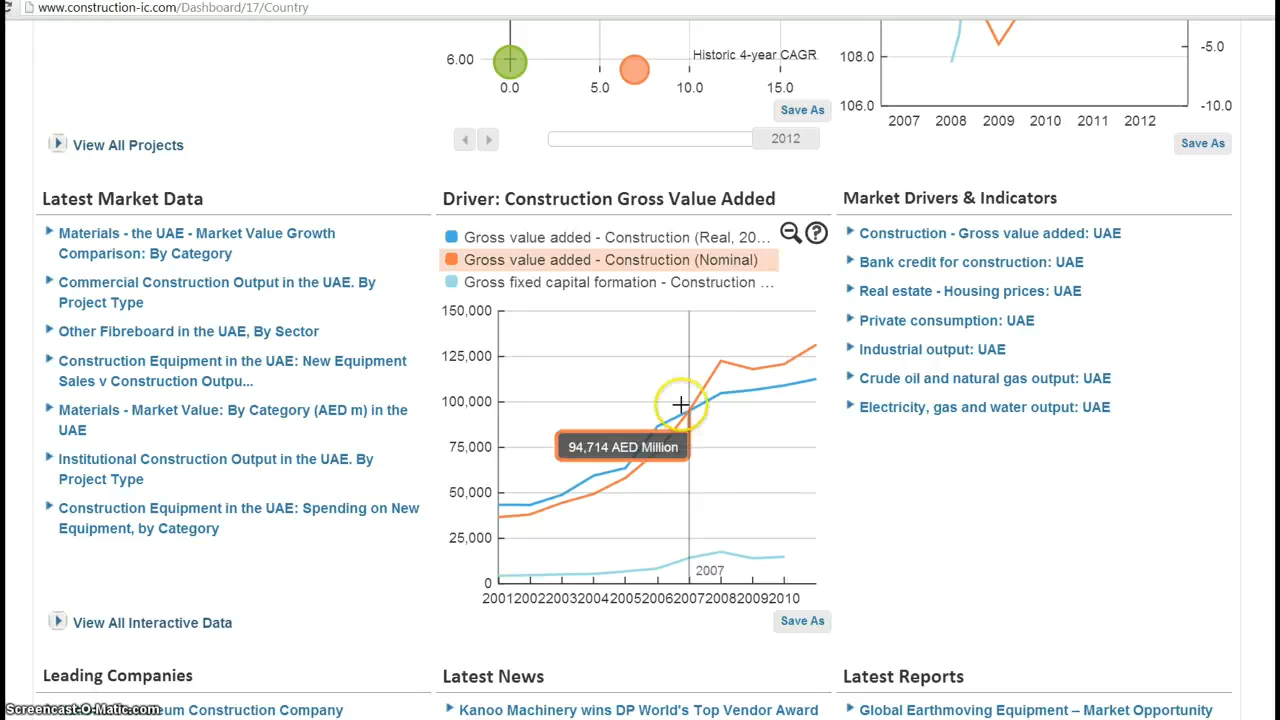 www.construction-ic.com/Dashboard/17/Country
6.00
Historic 4-year CAGR
0.0 5.0 10.0 15.0
Save As
2012
108.0
106.0
-5.0
-10.0
2007 2008 2009 2010 2011 2012
Save As
View All Projects
Latest Market Data
Materials - the UAE - Market Value Growth
Comparison: By Category
Commercial Construction Output in the UAE. By
Project Type
Other Fibreboard in the UAE, By Sector
Construction Equipment in the UAE: New Equipment
Sales v Construction Outpu...
Materials - Market Value: By Category (AED m) in the
UAE
Institutional Construction Output in the UAE. By
Project Type
Construction Equipment in the UAE: Spending on New
Equipment, by Category
View All Interactive Data
Driver: Construction Gross Value Added
Gross value added - Construction (Real, 20...
Gross value added - Construction (Nominal)
Gross fixed capital formation - Construction ...
150,000
125,000
100,000
75,000
50,000
25,000
0
94,714 AED Million
2007
2001 2002 2003 2004 2005 2006 2007 2008 2009 2010
Save As
Market Drivers & Indicators
Construction - Gross value added: UAE
Bank credit for construction: UAE
Real estate - Housing prices: UAE
Private consumption: UAE
Industrial output: UAE
Crude oil and natural gas output: UAE
Electricity, gas and water output: UAE
Leading Companies
Construction Company
Latest News
Kanoo Machinery wins DP World's Top Vendor Award
Latest Reports
Global Earthmoving Equipment – Market Opportunity
Screencast-O-Matic.com